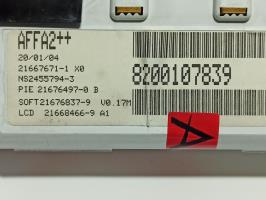 AFFA2++
20/01/04
21667671-1 X0
NS2455794-3
PIE 21676497-0 B
8200107839
SOFT21676837-9 V0.17M
LCD 21668466-9 A1
A